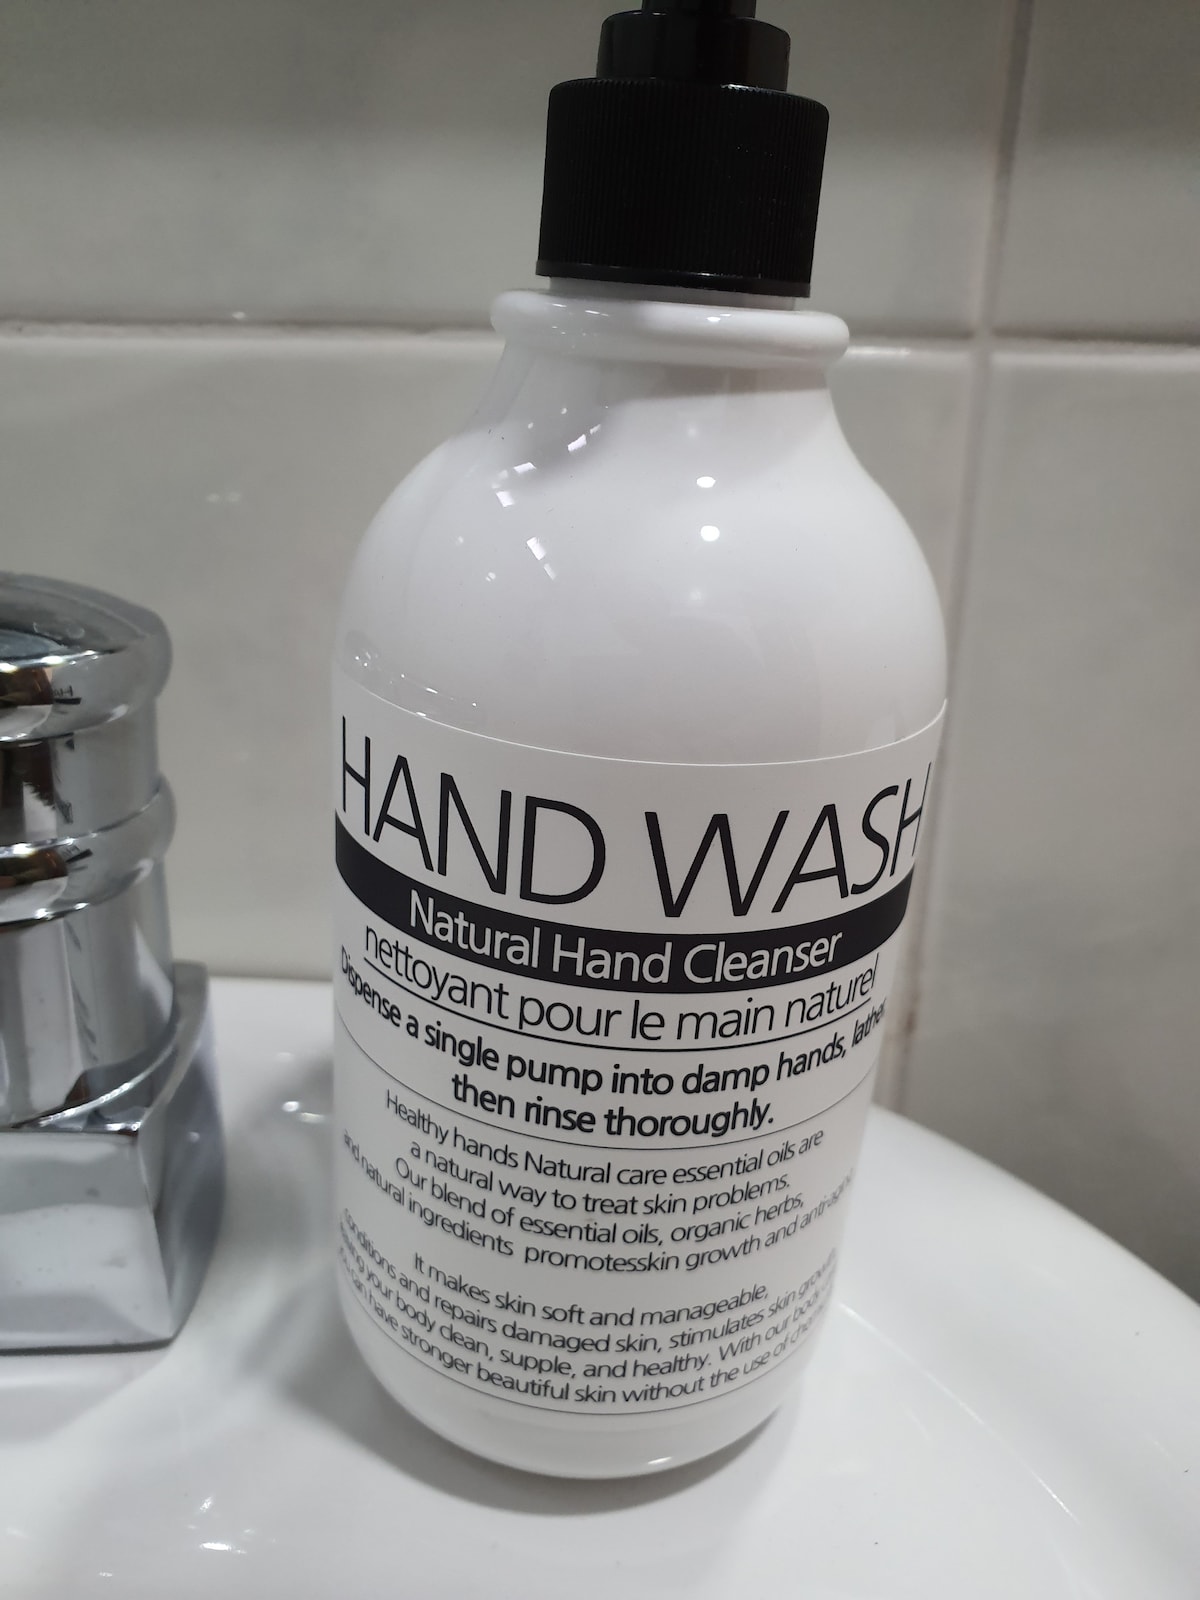 HAND WASH
Natural Hand Cleanser
nettoyant pour le main naturel
Dispense a single pump into damp hands, lather
then rinse thoroughly.
Healthy hands Natural care essential oils are
a natural way to treat skin problems.
Our blend of essential oils, organic herbs,
and natural ingredients promotesskin growth and anti-aging
It makes skin soft and manageable,
conditions and repairs damaged skin, stimulates skin growth
your body clean, supple, and healthy. With our body
can have stronger beautiful skin without the use of